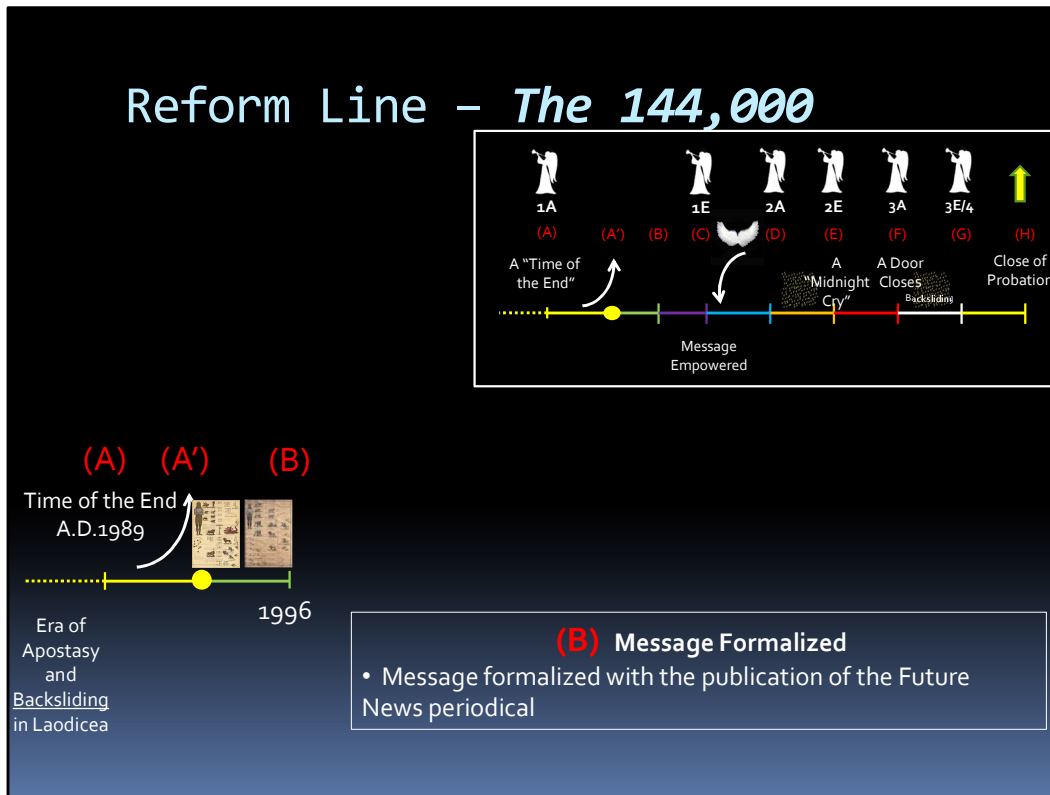 Reform Line – The 144,000
1A 1E 2A 2E 3A 3E/4
(A) (A’) (B) (C) (D) (E) (F) (G) (H)
A “Time of
the End”
A
“Midnight
Cry”
A Door
Closes
Backsliding
Close of
Probation
Message
Empowered
(A) (A’) (B)
Time of the End
A.D.1989
1996
Era of
Apostasy
and
Backsliding
in Laodicea
(B) Message Formalized
• Message formalized with the publication of the Future
News periodical